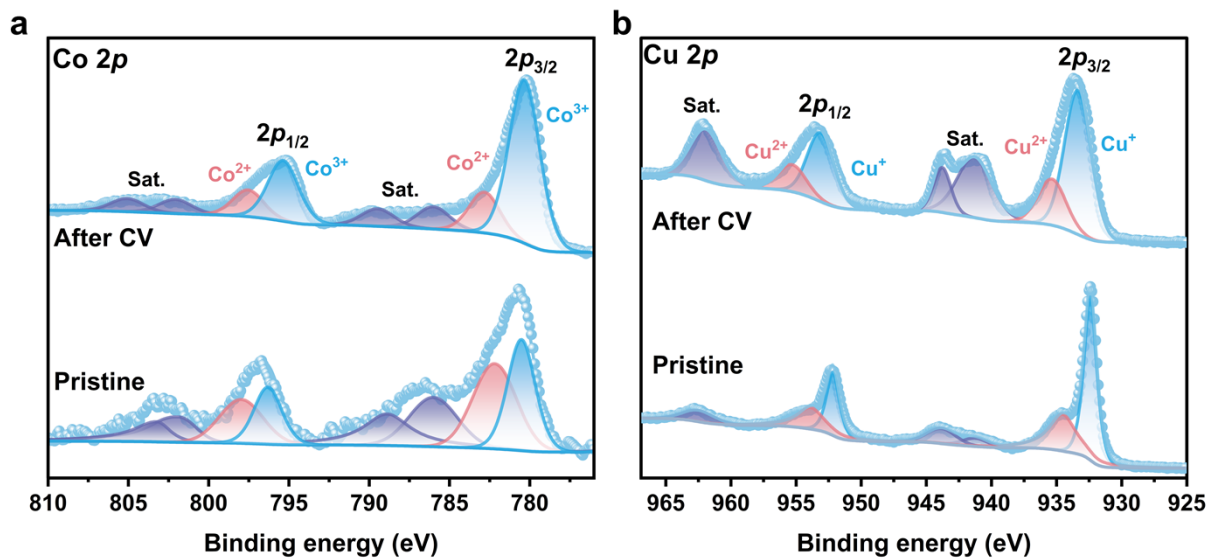 a
Co 2p
2p3/2
Co3+
2p1/2
Co2+
Co3+
Co2+
Sat.
Sat.
After CV
Pristine
810 805 800 795 790 785 780
Binding energy (eV)
b
Cu 2p
2p3/2
Sat.
2p1/2
Cu2+
Cu+
Sat.
Cu2+
Cu+
After CV
Pristine
965 960 955 950 945 940 935 930 925
Binding energy (eV)